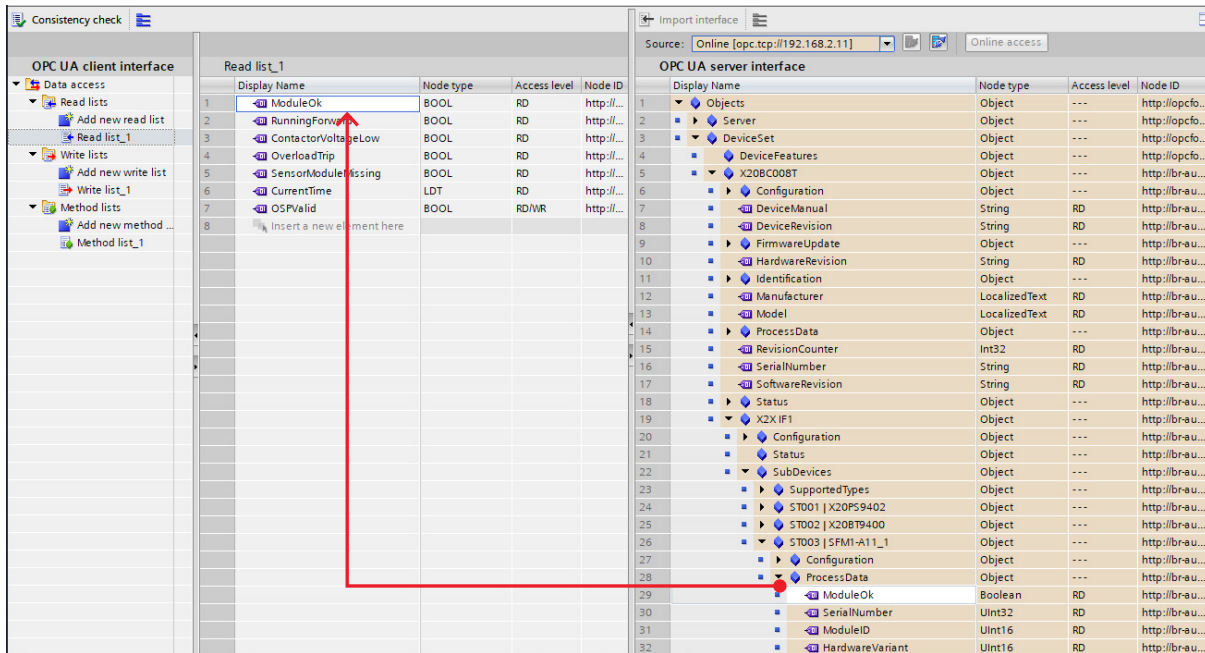 Consistency check
Import interface
Source: Online [opc.tcp://192.168.2.11] Online access
OPC UA client interface
Data access
Read lists
Add new read list
Read list_1
Write lists
Add new write list
Write list_1
Method lists
Add new method ...
Method list_1
Read list_1
Display Name Node type Access level Node ID
1 ModuleOk BOOL RD http://...
2 RunningForward BOOL RD http://...
3 ContactorVoltageLow BOOL RD http://...
4 OverloadTrip BOOL RD http://...
5 SensorModuleMissing BOOL RD http://...
6 CurrentTime LDT RD http://...
7 OSPValid BOOL RD/WR http://...
8 Insert a new element here
OPC UA server interface
Display Name Node type Access level Node ID
1 Objects Object --- http://opcfo...
2 Server Object --- http://opcfo...
3 DeviceSet Object --- http://opcfo...
4 DeviceFeatures Object --- http://opcfo...
5 X20BC008T Object --- http://br-au...
6 Configuration Object --- http://br-au...
7 DeviceManual String RD http://br-au...
8 DeviceRevision String RD http://br-au...
9 FirmwareUpdate Object --- http://br-au...
10 HardwareRevision String RD http://br-au...
11 Identification Object --- http://br-au...
12 Manufacturer LocalizedText RD http://br-au...
13 Model LocalizedText RD http://br-au...
14 ProcessData Object --- http://br-au...
15 RevisionCounter Int32 RD http://br-au...
16 SerialNumber String RD http://br-au...
17 SoftwareRevision String RD http://br-au...
18 Status Object --- http://br-au...
19 X2X IF1 Object --- http://br-au...
20 Configuration Object --- http://br-au...
21 Status Object --- http://br-au...
22 SubDevices Object --- http://br-au...
23 SupportedTypes Object --- http://br-au...
24 ST001 | X20PS9402 Object --- http://br-au...
25 ST002 | X20BT9400 Object --- http://br-au...
26 ST003 | SFM1-A11_1 Object --- http://br-au...
27 Configuration Object --- http://br-au...
28 ProcessData Object --- http://br-au...
29 ModuleOk Boolean RD http://br-au...
30 SerialNumber UInt32 RD http://br-au...
31 ModuleID UInt16 RD http://br-au...
32 HardwareVariant UInt16 RD http://br-au...